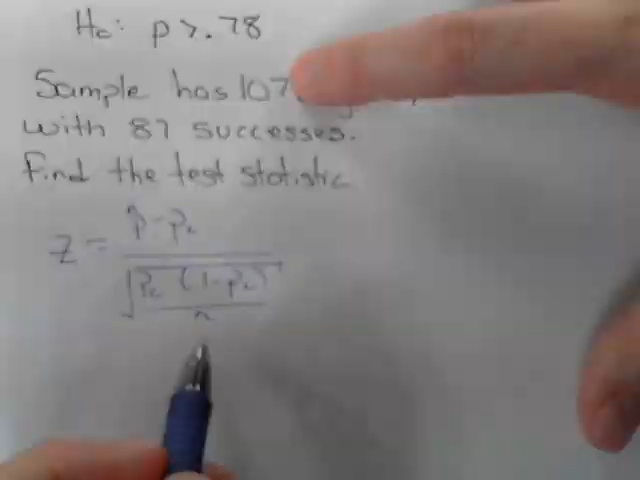 Ho: p > .78
Sample has 107
with 87 successes.
Find the test statistic
z = p̂ - p₀ / √(p₀ (1-p₀) / n)